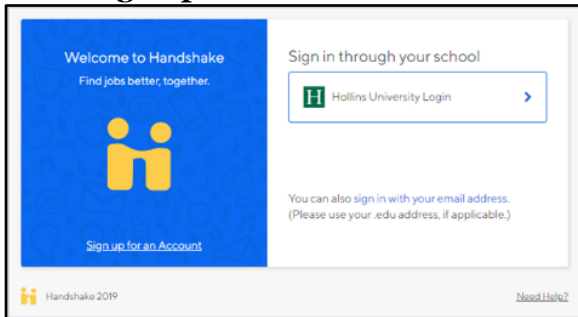 Welcome to Handshake
Find jobs better, together.
Sign up for an Account
Sign in through your school
H Hollins University Login
You can also sign in with your email address.
(Please use your .edu address, if applicable.)
Handshake 2019
Need Help?